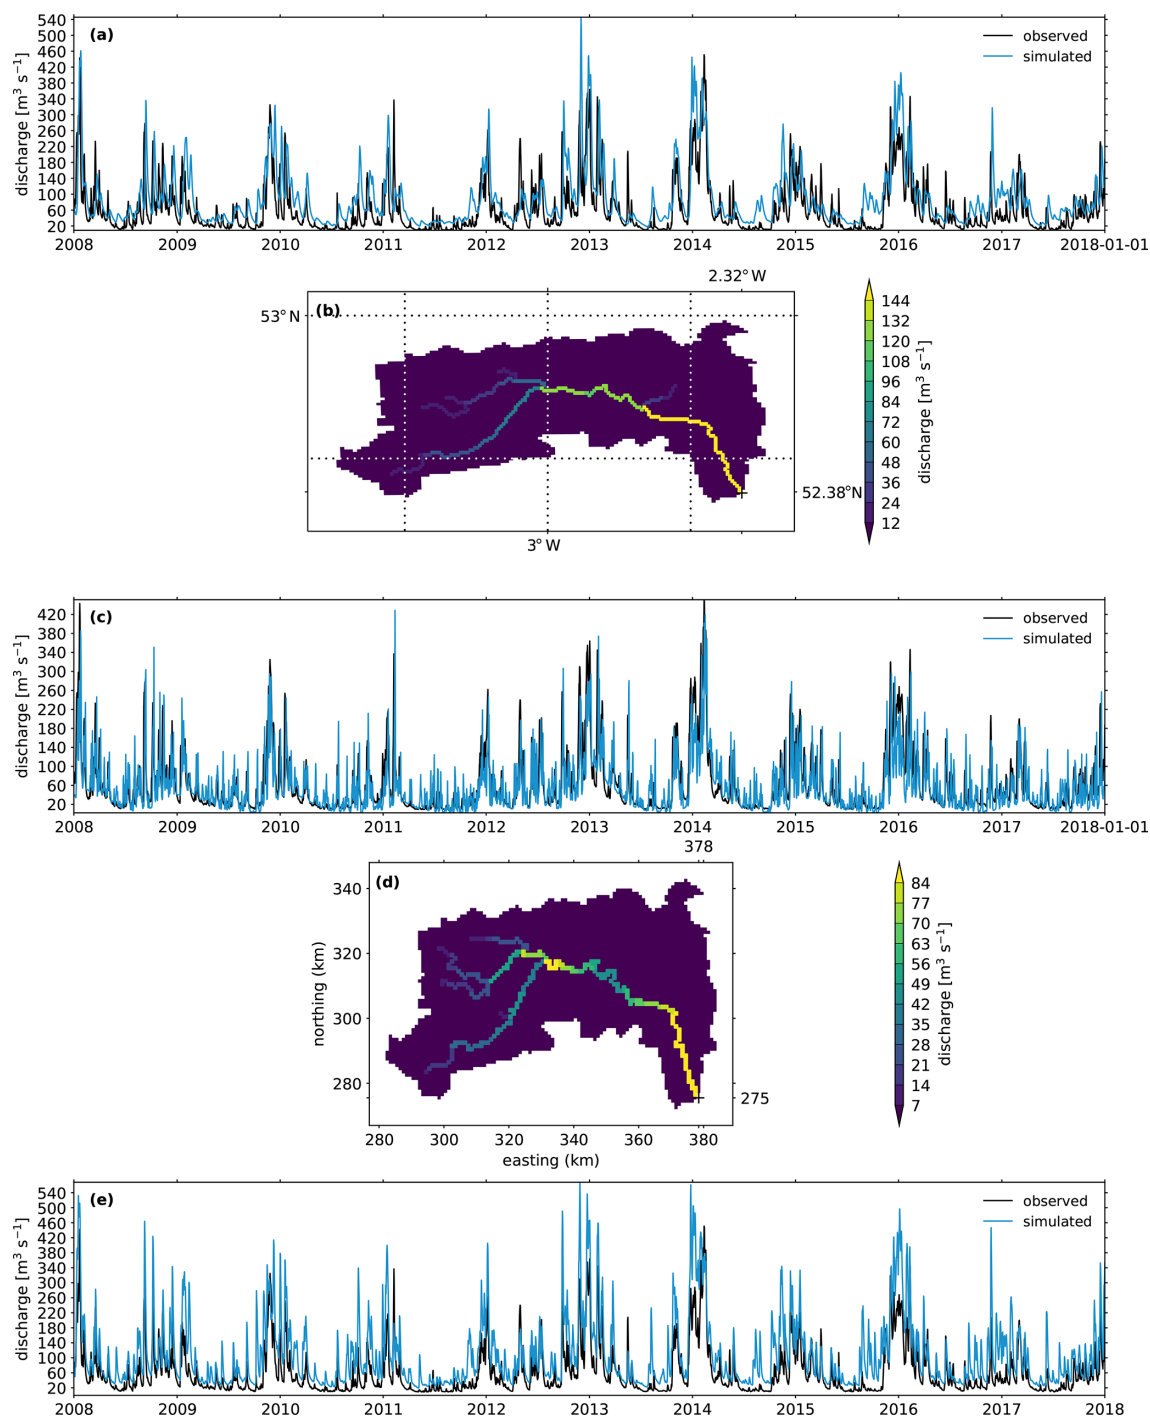 (a)
observed
simulated
discharge [m³ s⁻¹]
540
500
460
420
380
340
300
260
220
180
140
100
60
20
2008 2009 2010 2011 2012 2013 2014 2015 2016 2017 2018-01-01
2.32°W
(b)
53°N
52.38°N
3°W
144
132
120
108
96
84
72
60
48
36
24
12
discharge [m³ s⁻¹]
(c)
observed
simulated
discharge [m³ s⁻¹]
420
380
340
300
260
220
180
140
100
60
20
2008 2009 2010 2011 2012 2013 2014 2015 2016 2017 2018-01-01
378
(d)
northing (km)
340
320
300
280
275
280 300 320 340 360 380
easting (km)
84
77
70
63
56
49
42
35
28
21
14
7
discharge [m³ s⁻¹]
(e)
observed
simulated
discharge [m³ s⁻¹]
540
500
460
420
380
340
300
260
220
180
140
100
60
20
2008 2009 2010 2011 2012 2013 2014 2015 2016 2017 2018